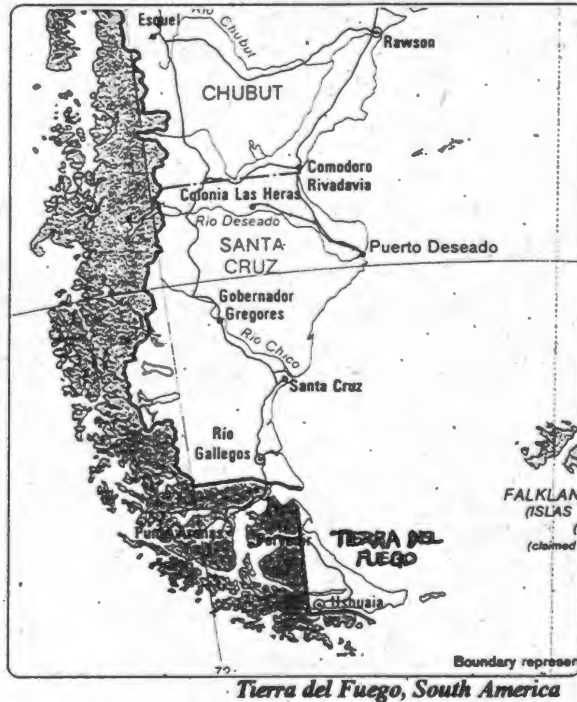 Esquel
Río Chubut
Rawson
CHUBUT
Comodoro
Rivadavia
Colonia Las Heras
Río Deseado
SANTA
CRUZ
Puerto Deseado
Gobernador
Gregores
Río Chico
Santa Cruz
Río
Gallegos
FALKLAN
(ISLAS
(
(claimed
Punta Arenas
TIERRA DEL
FUEGO
Ushuaia
Boundary represen
Tierra del Fuego, South America